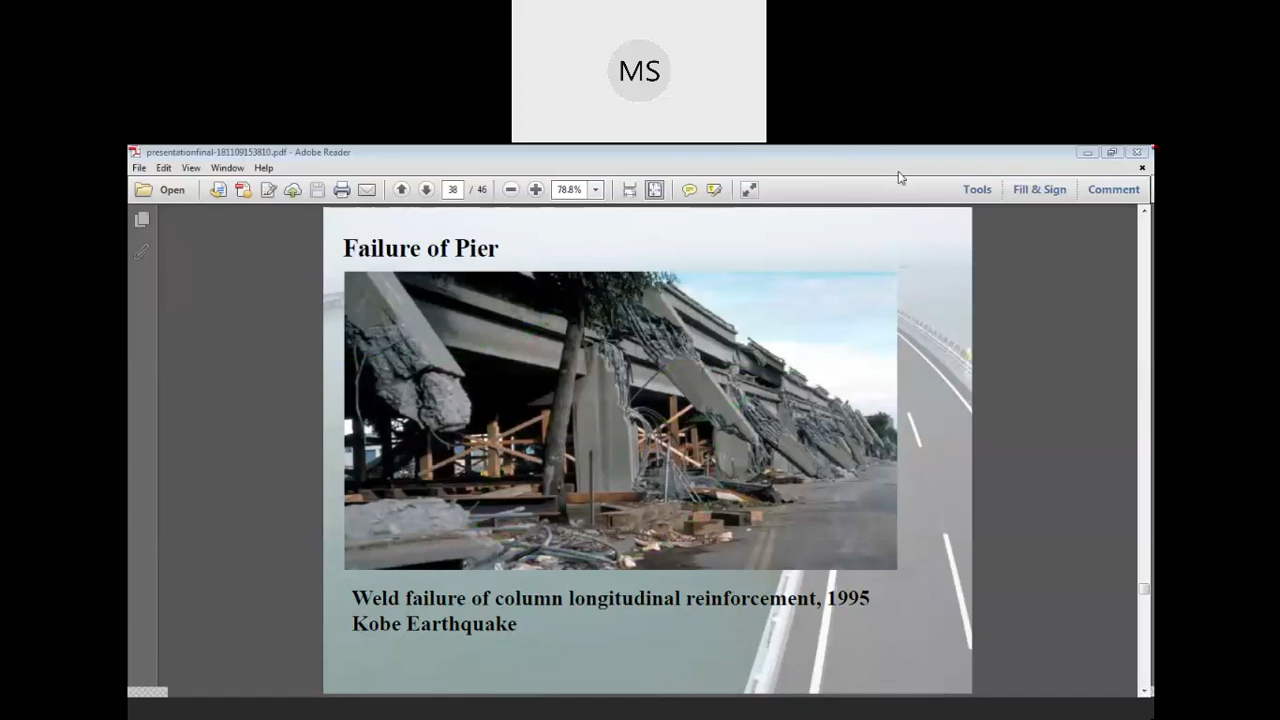 MS
presentationfinal-181109153810.pdf - Adobe Reader
File Edit View Window Help
Open 38 / 46 78.8% Tools Fill & Sign Comment
Failure of Pier
Weld failure of column longitudinal reinforcement, 1995
Kobe Earthquake